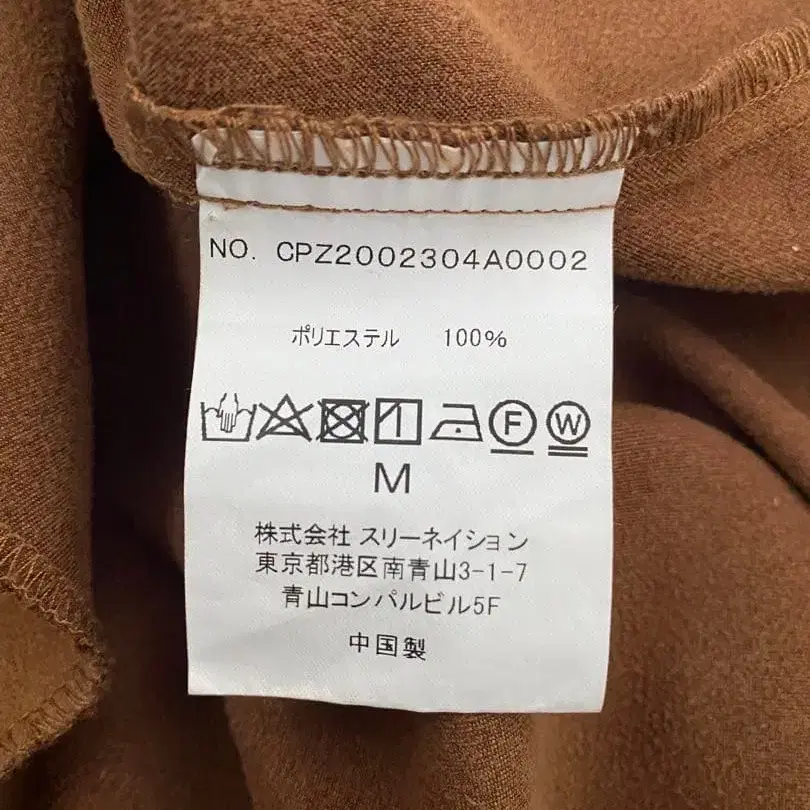 NO. CPZ2002304A0002
ポリエステル 100%
F W
M
株式会社 スリーネイション
東京都港区南青山3-1-7
青山コンパルビル5F
中国製